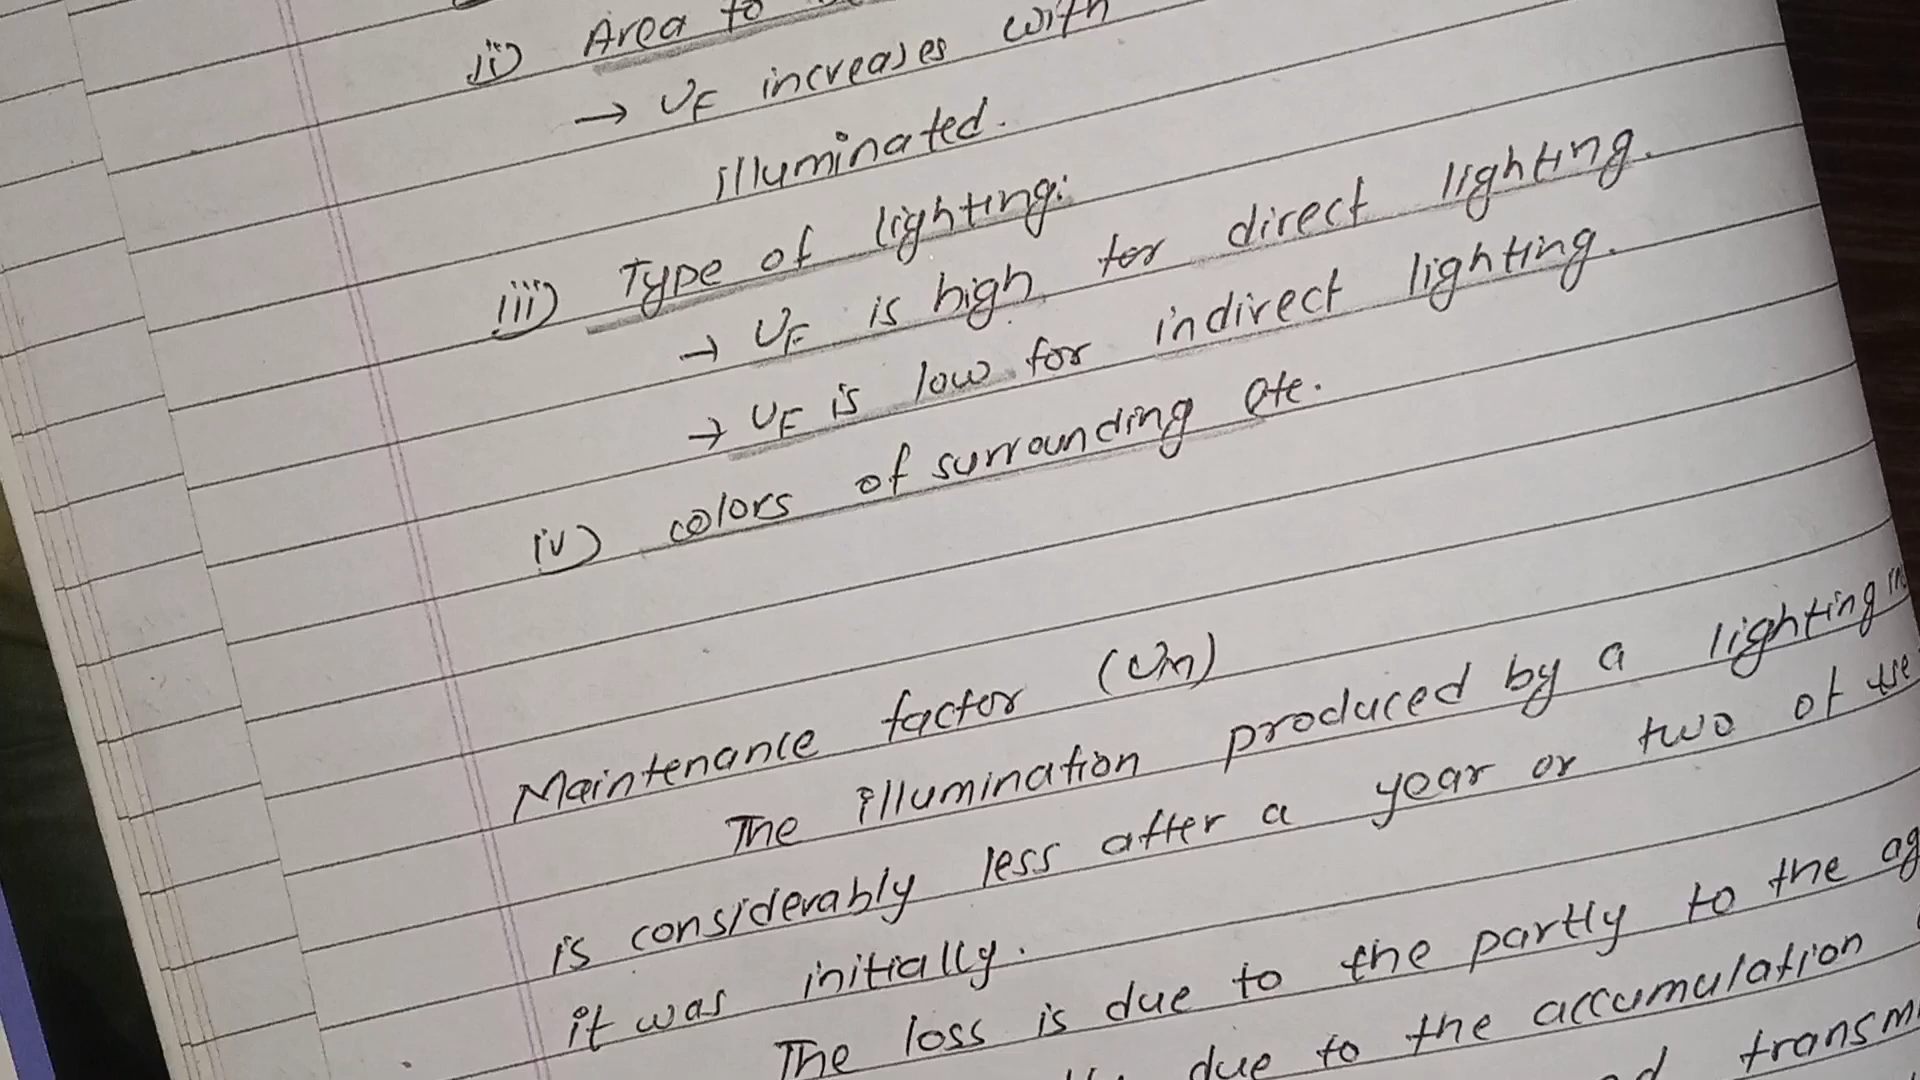 ii) Area to
→ UF increases with
illuminated.
iii) Type of lighting:
→ UF is high for direct lighting.
→ UF is low for indirect lighting.
iv) colors of surrounding etc.
Maintenance factor (Um)
The illumination produced by a lighting
is considerably less after a year or two of use
it was initially.
The loss is due to the partly to the
due to the accumulation